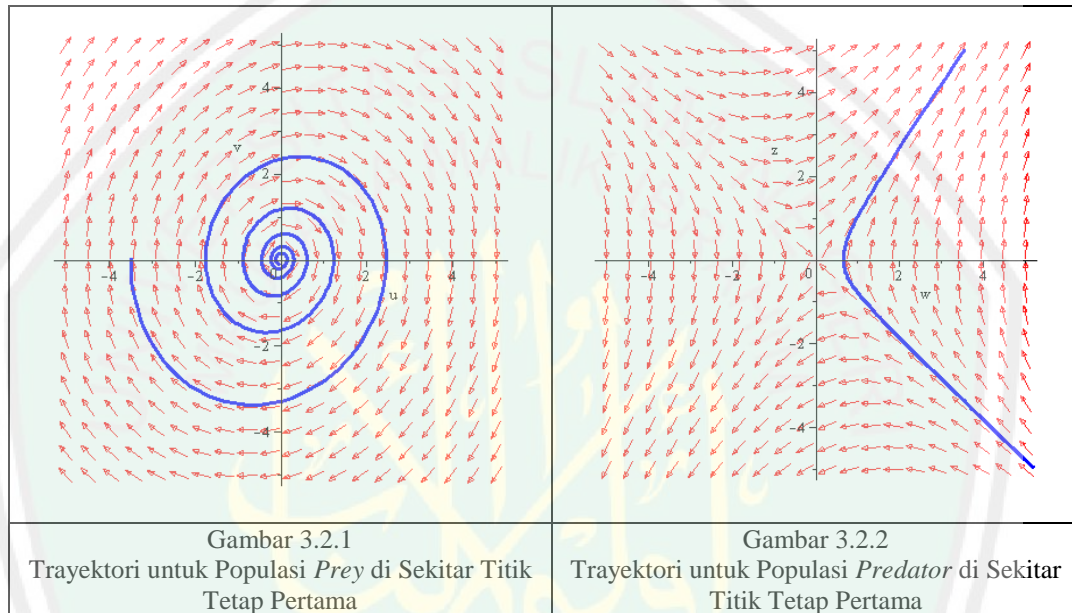 v
4
2
−4
−2
2
4
u
−2
−4
z
4
2
−4
−2
0
2
4
w
−2
−4
Gambar 3.2.1
Trayektori untuk Populasi Prey di Sekitar Titik
Tetap Pertama
Gambar 3.2.2
Trayektori untuk Populasi Predator di Sekitar
Titik Tetap Pertama